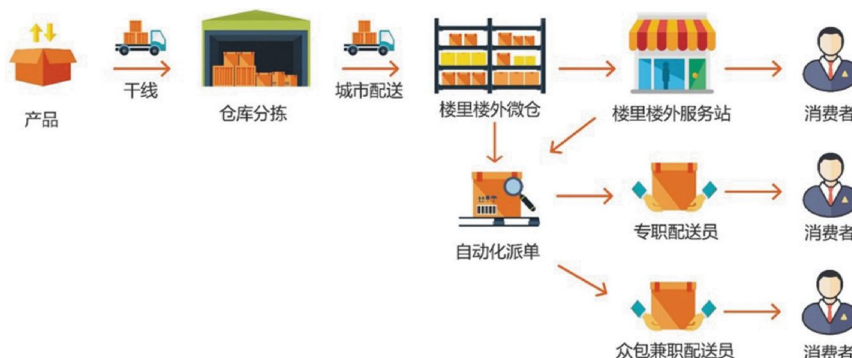 产品
干线
仓库分拣
城市配送
楼里楼外微仓
楼里楼外服务站
消费者
自动化派单
专职配送员
消费者
众包兼职配送员
消费者